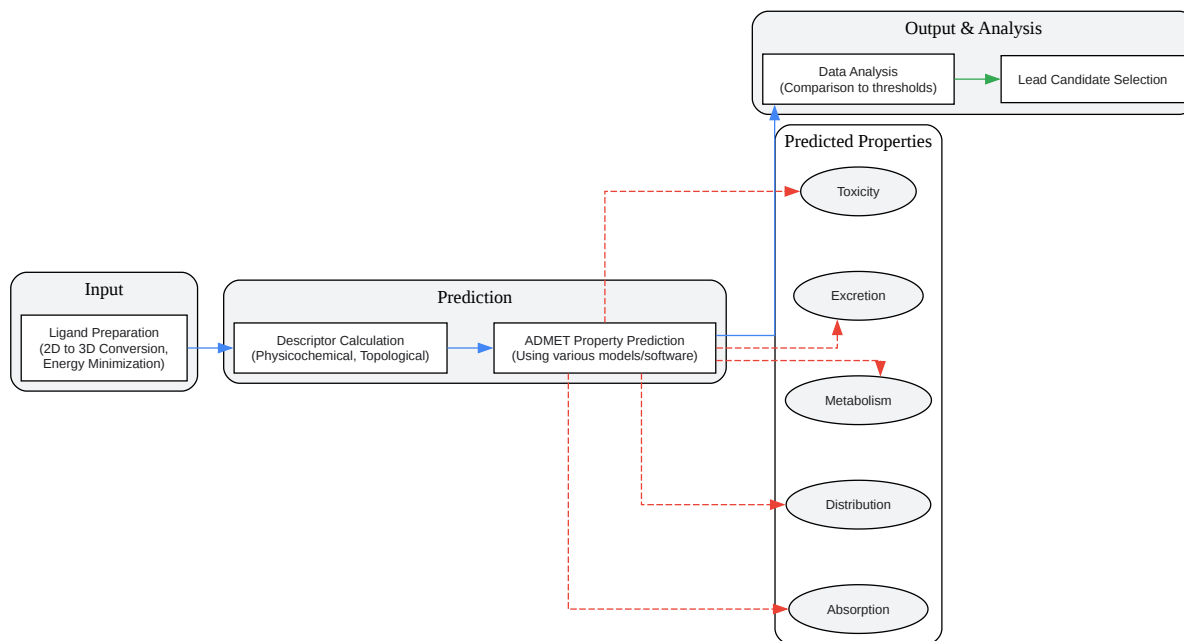 Output & Analysis
Data Analysis
(Comparison to thresholds)
Lead Candidate Selection
Predicted Properties
Toxicity
Input
Ligand Preparation
(2D to 3D Conversion,
Energy Minimization)
Prediction
Descriptor Calculation
(Physicochemical, Topological)
ADMET Property Prediction
(Using various models/software)
Excretion
Metabolism
Distribution
Absorption